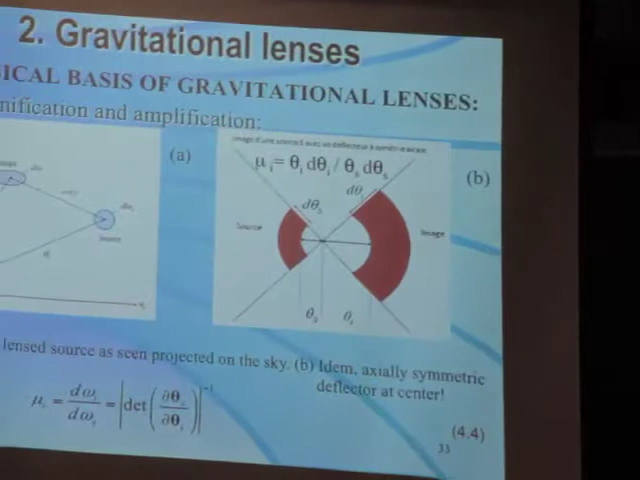 2. Gravitational lenses
ICAL BASIS OF GRAVITATIONAL LENSES:
nification and amplification:
(a)
(b)
μᵢ = θᵢ dθᵢ / θₛ dθₛ
dθᵢ
dθₛ
Source
Image
θₛ θᵢ
lensed source as seen projected on the sky. (b) Idem, axially symmetric
deflector at center!
μᵢ = dωᵢ / dωₛ = |det(∂θₛ / ∂θᵢ)|⁻¹
(4.4)
33